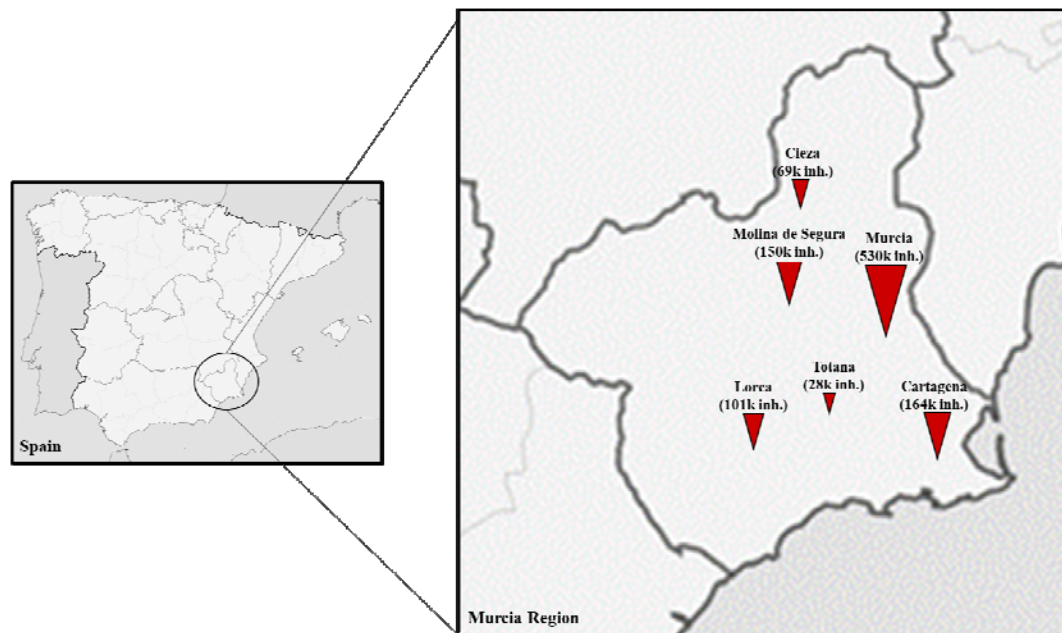 Cieza
(69k inh.)
Molina de Segura
(150k inh.)
Murcia
(530k inh.)
Totana
(28k inh.)
Lorca
(101k inh.)
Cartagena
(164k inh.)
Spain
Murcia Region